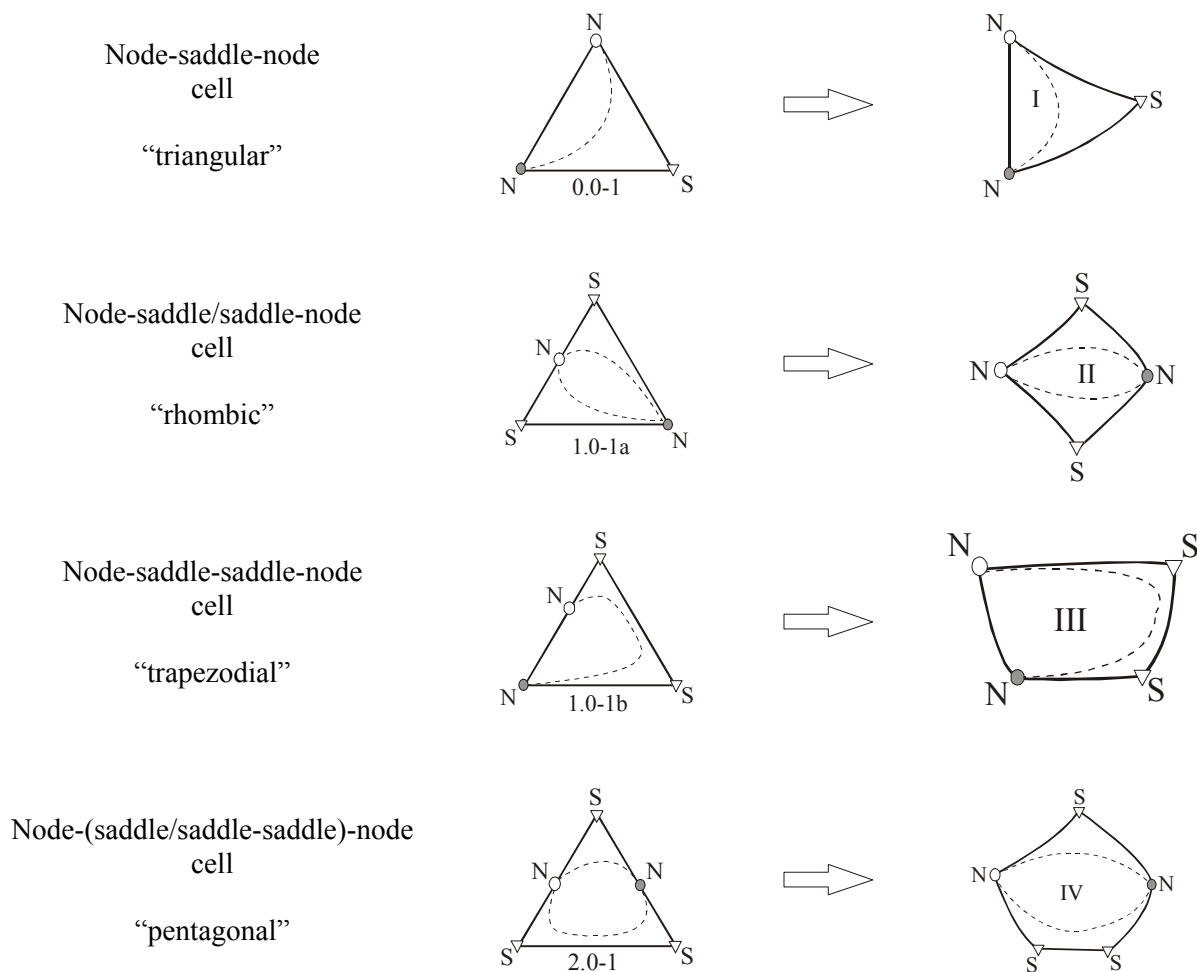 Node-saddle-node
cell
“triangular”
N
N
S
0.0-1
N
I
S
N
Node-saddle/saddle-node
cell
“rhombic”
S
N
S
N
1.0-1a
S
N
II
N
S
Node-saddle-saddle-node
cell
“trapezodial”
S
N
N
S
1.0-1b
N
S
III
N
S
Node-(saddle/saddle-saddle)-node
cell
“pentagonal”
S
N
N
S
S
2.0-1
S
N
IV
N
S
S